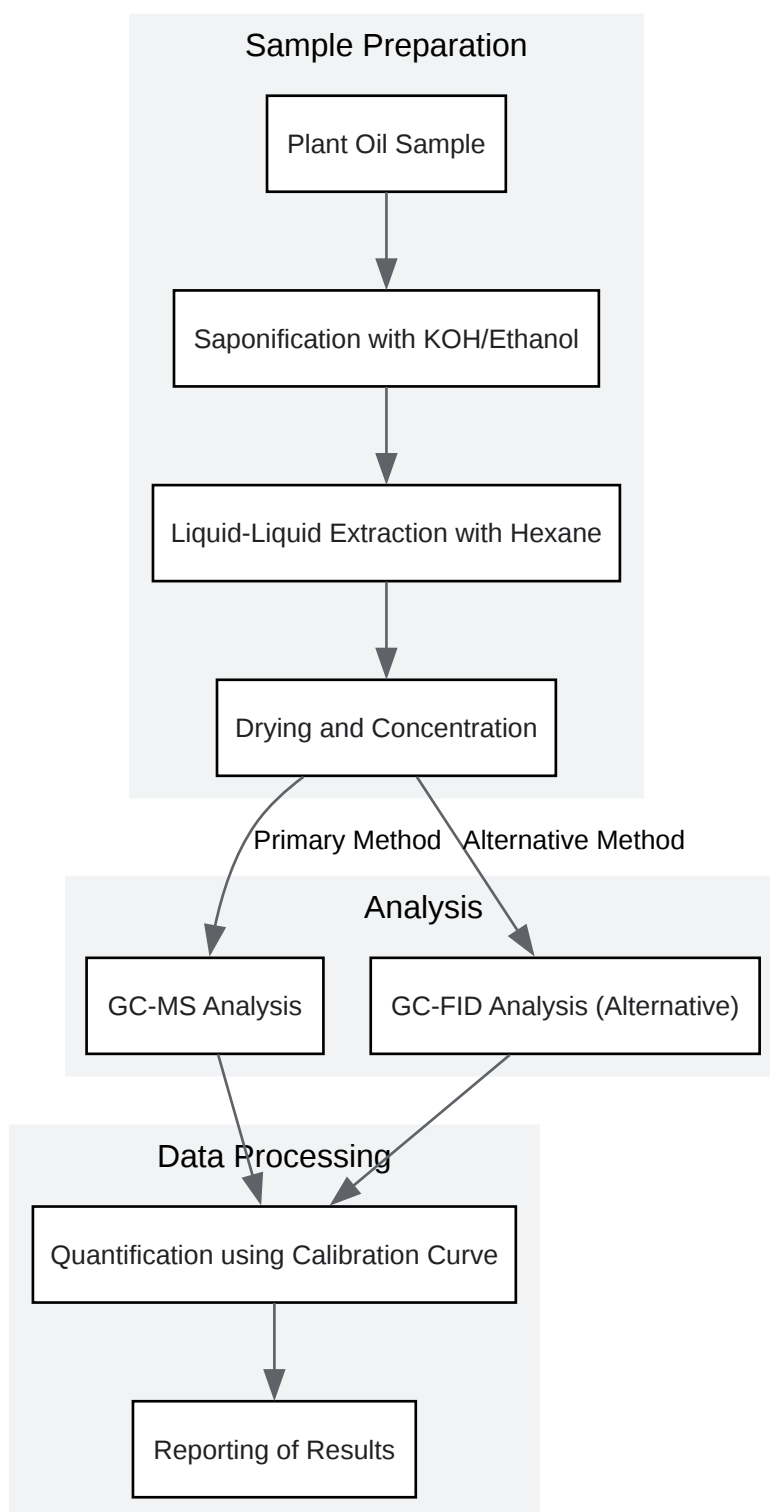 Sample Preparation
Plant Oil Sample
Saponification with KOH/Ethanol
Liquid-Liquid Extraction with Hexane
Drying and Concentration
Primary Method
Alternative Method
Analysis
GC-MS Analysis
GC-FID Analysis (Alternative)
Data Processing
Quantification using Calibration Curve
Reporting of Results